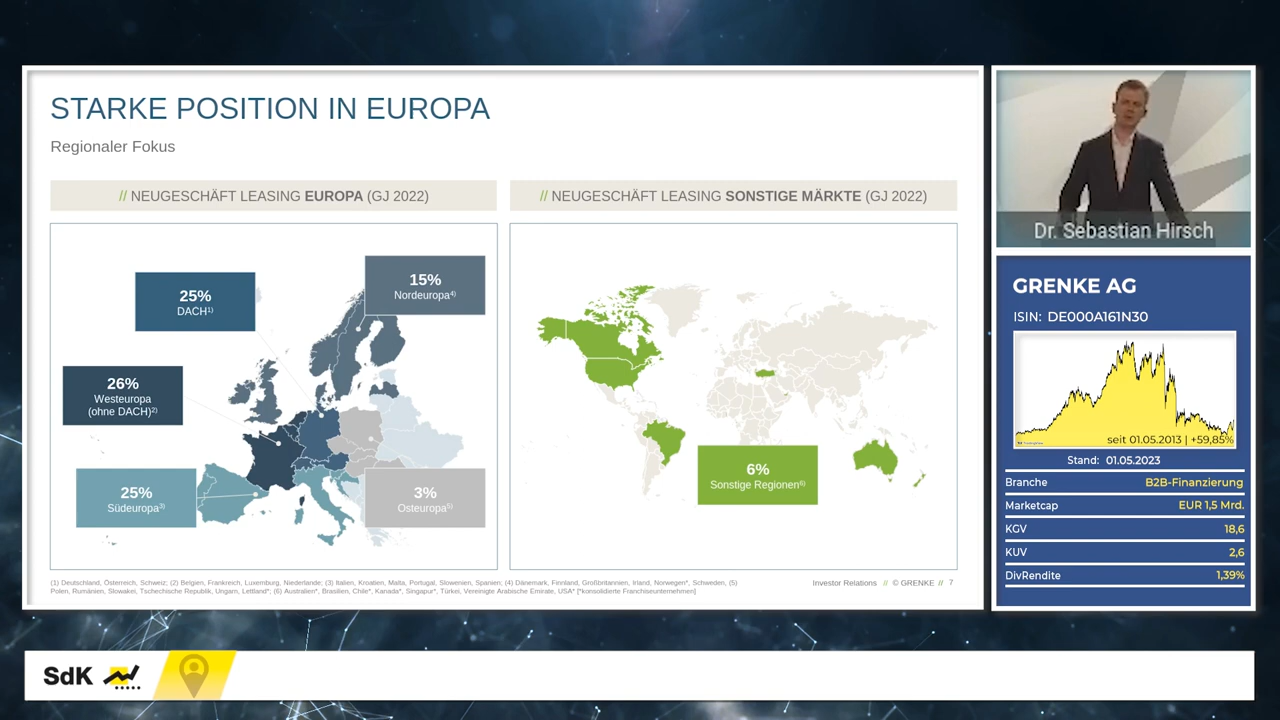 STARKE POSITION IN EUROPA
Regionaler Fokus
// NEUGESCHÄFT LEASING EUROPA (GJ 2022)
// NEUGESCHÄFT LEASING SONSTIGE MÄRKTE (GJ 2022)
25%
DACH1)
15%
Nordeuropa4)
26%
Westeuropa
(ohne DACH)2)
25%
Südeuropa3)
3%
Osteuropa5)
6%
Sonstige Regionen6)
(1) Deutschland, Österreich, Schweiz; (2) Belgien, Frankreich, Luxemburg, Niederlande; (3) Italien, Kroatien, Malta, Portugal, Slowenien, Spanien; (4) Dänemark, Finnland, Großbritannien, Irland, Norwegen*, Schweden, (5)
Polen, Rumänien, Slowakei, Tschechische Republik, Ungarn, Lettland*; (6) Australien*, Brasilien, Chile*, Kanada*, Singapur*, Türkei, Vereinigte Arabische Emirate, USA* [*konsolidierte Franchiseunternehmen]
Investor Relations // © GRENKE // 7
Dr. Sebastian Hirsch
GRENKE AG
ISIN: DE000A161N30
seit 01.05.2013 | +59,85%
Stand: 01.05.2023
Branche B2B-Finanzierung
Marketcap EUR 1,5 Mrd.
KGV 18,6
KUV 2,6
DivRendite 1,39%
SdK